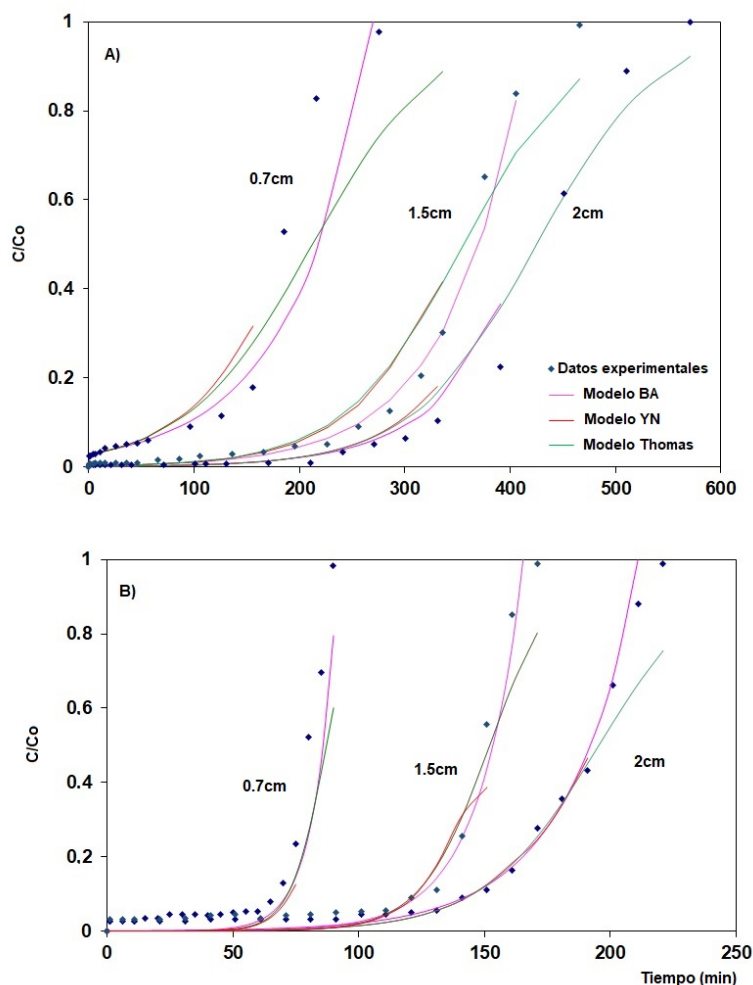 A)
1
0.8
0.6
0.4
0.2
0
C/Co
0.7cm
1.5cm
2cm
Datos experimentales
Modelo BA
Modelo YN
Modelo Thomas
0 100 200 300 400 500 600
B)
1
0.8
0.6
0.4
0.2
0
C/Co
0.7cm
1.5cm
2cm
0 50 100 150 200 250
Tiempo (min)